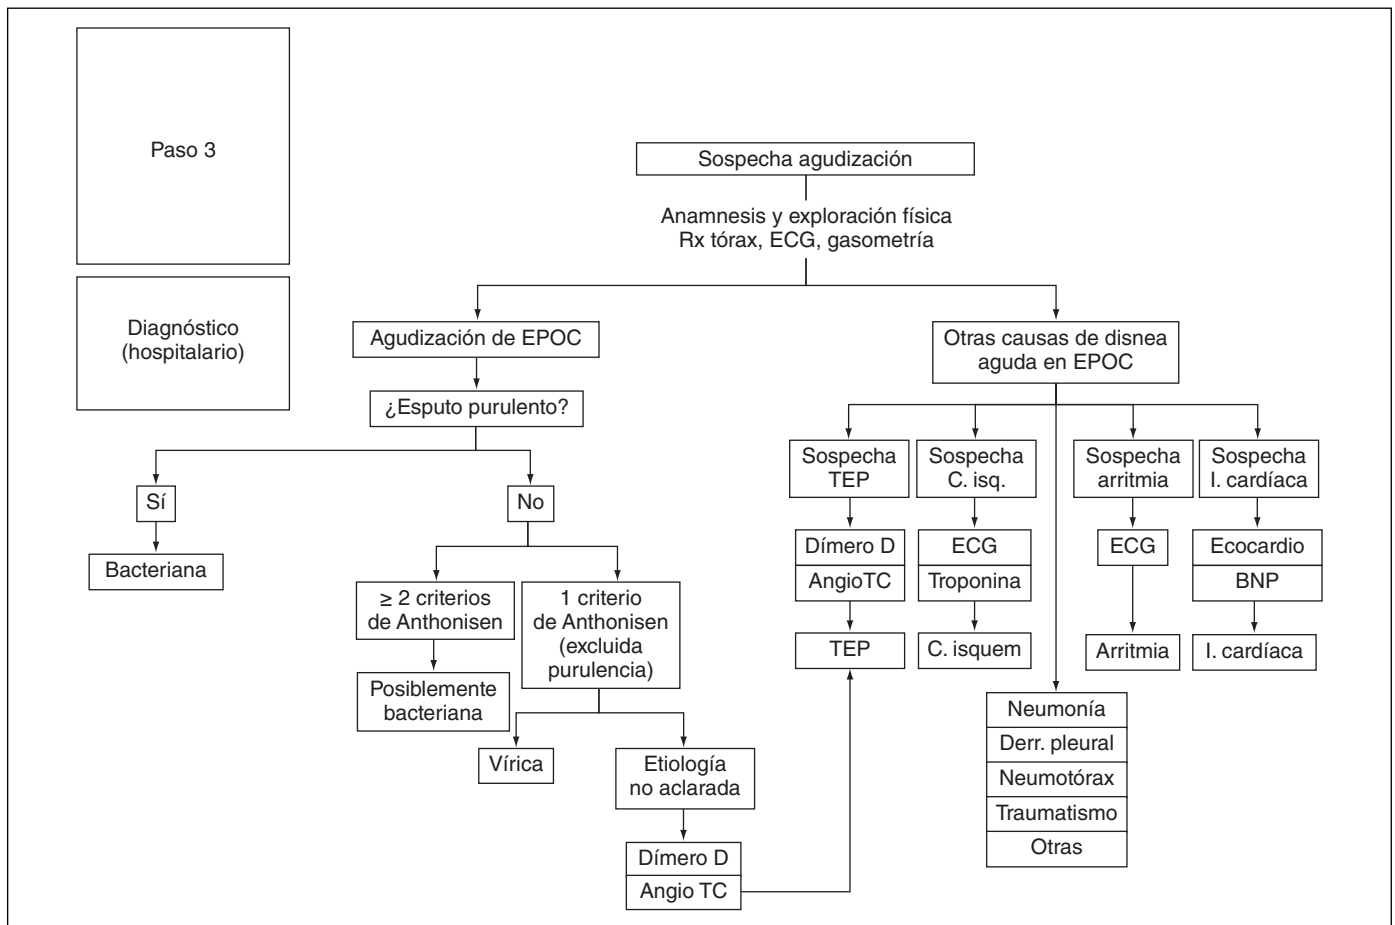 Paso 3
Diagnóstico
(hospitalario)
Sospecha agudización
Anamnesis y exploración física
Rx tórax, ECG, gasometría
Agudización de EPOC
¿Esputo purulento?
Sí
Bacteriana
No
≥ 2 criterios
de Anthonisen
Posiblemente
bacteriana
1 criterio
de Anthonisen
(excluida
purulencia)
Vírica
Etiología
no aclarada
Dímero D
Angio TC
Otras causas de disnea
aguda en EPOC
Sospecha
TEP
Dímero D
AngioTC
TEP
Sospecha
C. isq.
ECG
Troponina
C. isquem
Sospecha
arritmia
ECG
Arritmia
Sospecha
I. cardíaca
Ecocardio
BNP
I. cardíaca
Neumonía
Derr. pleural
Neumotórax
Traumatismo
Otras